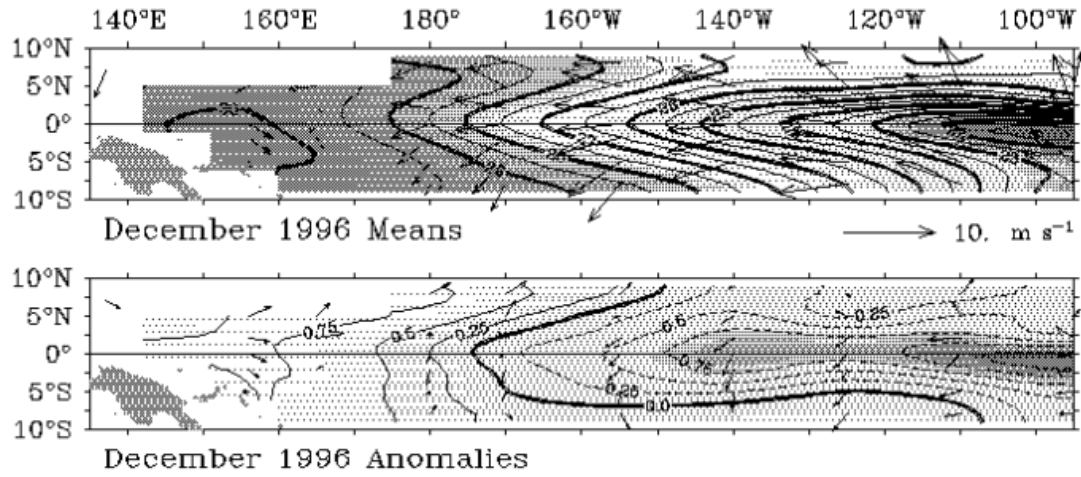 140°E 160°E 180° 160°W 140°W 120°W 100°W
10°N
5°N
0°
5°S
10°S
28
23
December 1996 Means
10. m s⁻¹
10°N
5°N
0°
5°S
10°S
0.75
0.5
0.25
-0.5
-0.25
-0.75
-0.25
0.0
December 1996 Anomalies